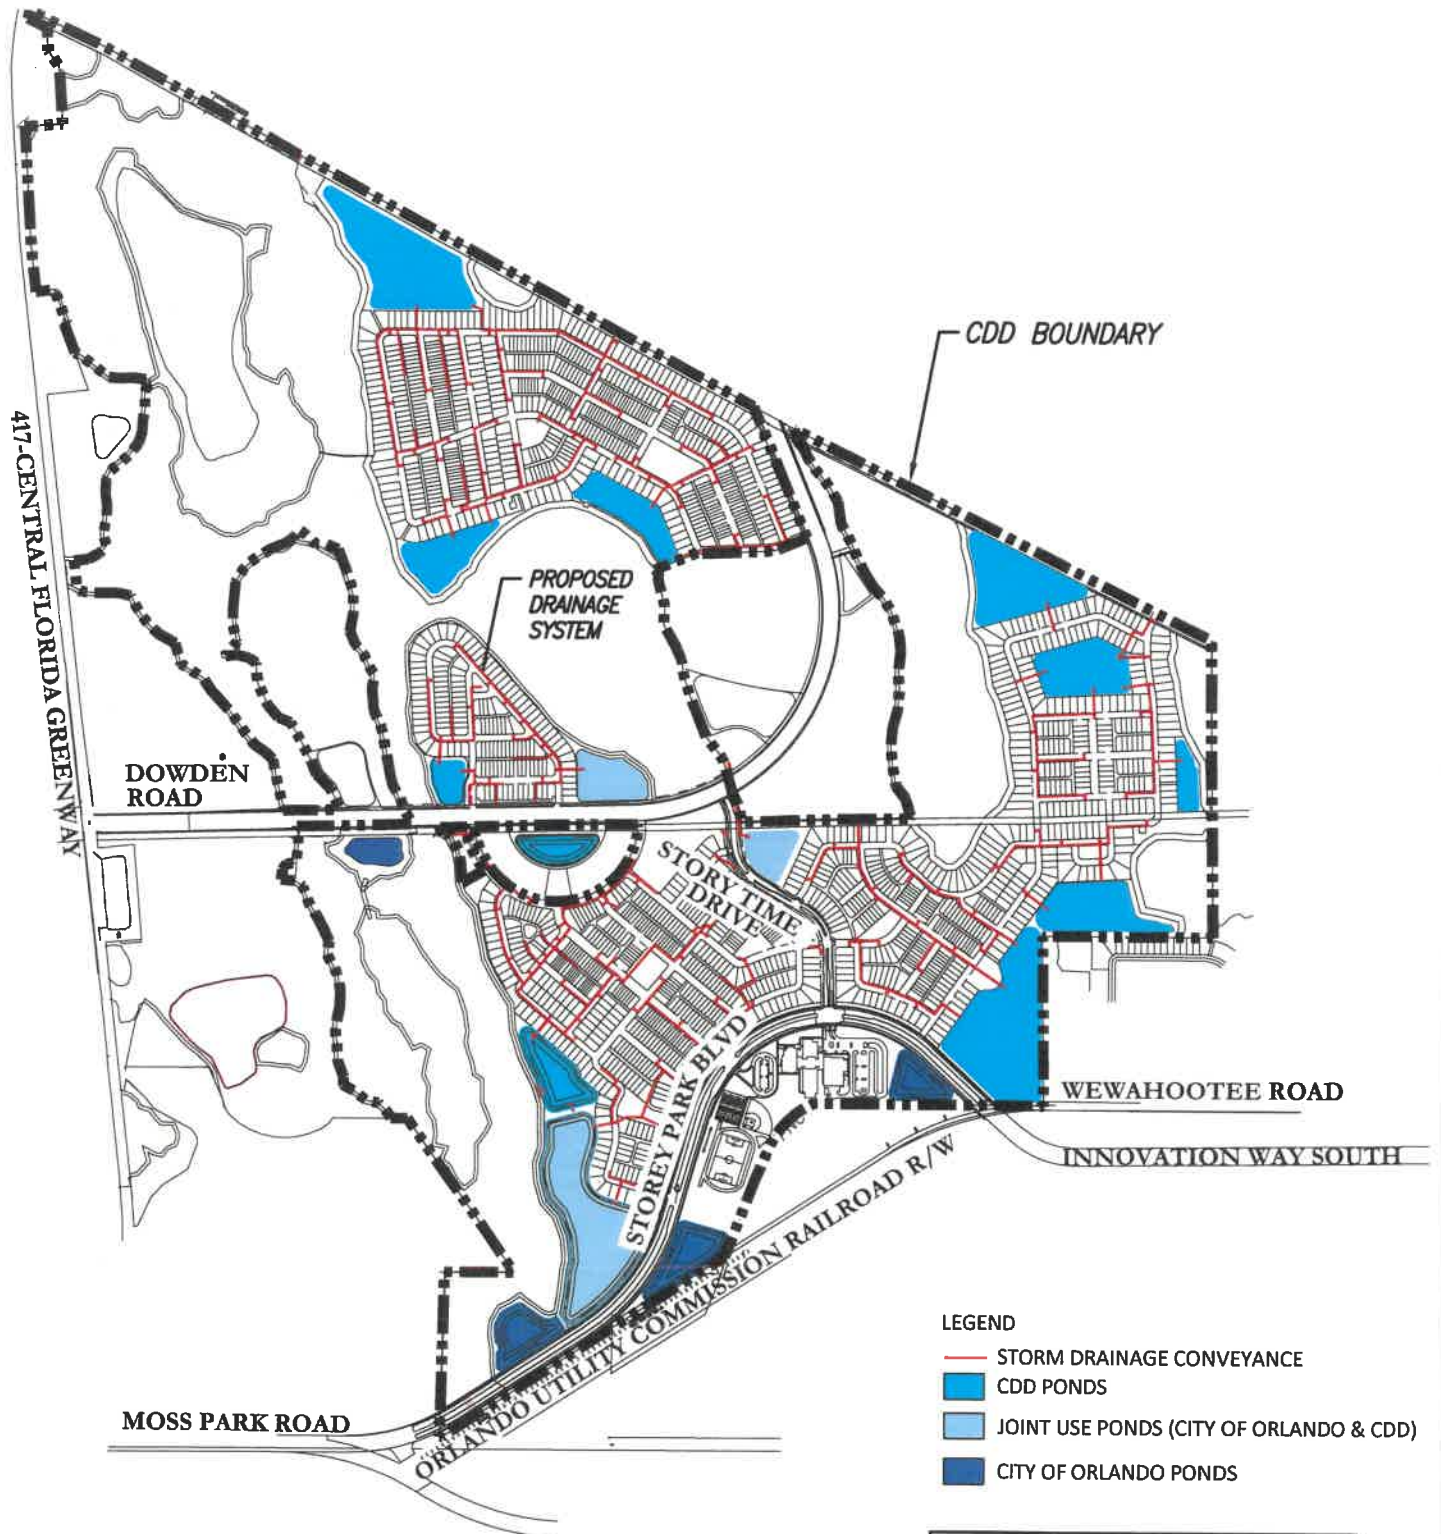 CDD BOUNDARY
417-CENTRAL FLORIDA GREENWAY
PROPOSED
DRAINAGE
SYSTEM
DOWDEN
ROAD
STORY TIME
DRIVE
STOREY PARK BLVD
WEWAHOOTEE ROAD
INNOVATION WAY SOUTH
ORLANDO UTILITY COMMISSION RAILROAD R/W
MOSS PARK ROAD
LEGEND
STORM DRAINAGE CONVEYANCE
CDD PONDS
JOINT USE PONDS (CITY OF ORLANDO & CDD)
CITY OF ORLANDO PONDS